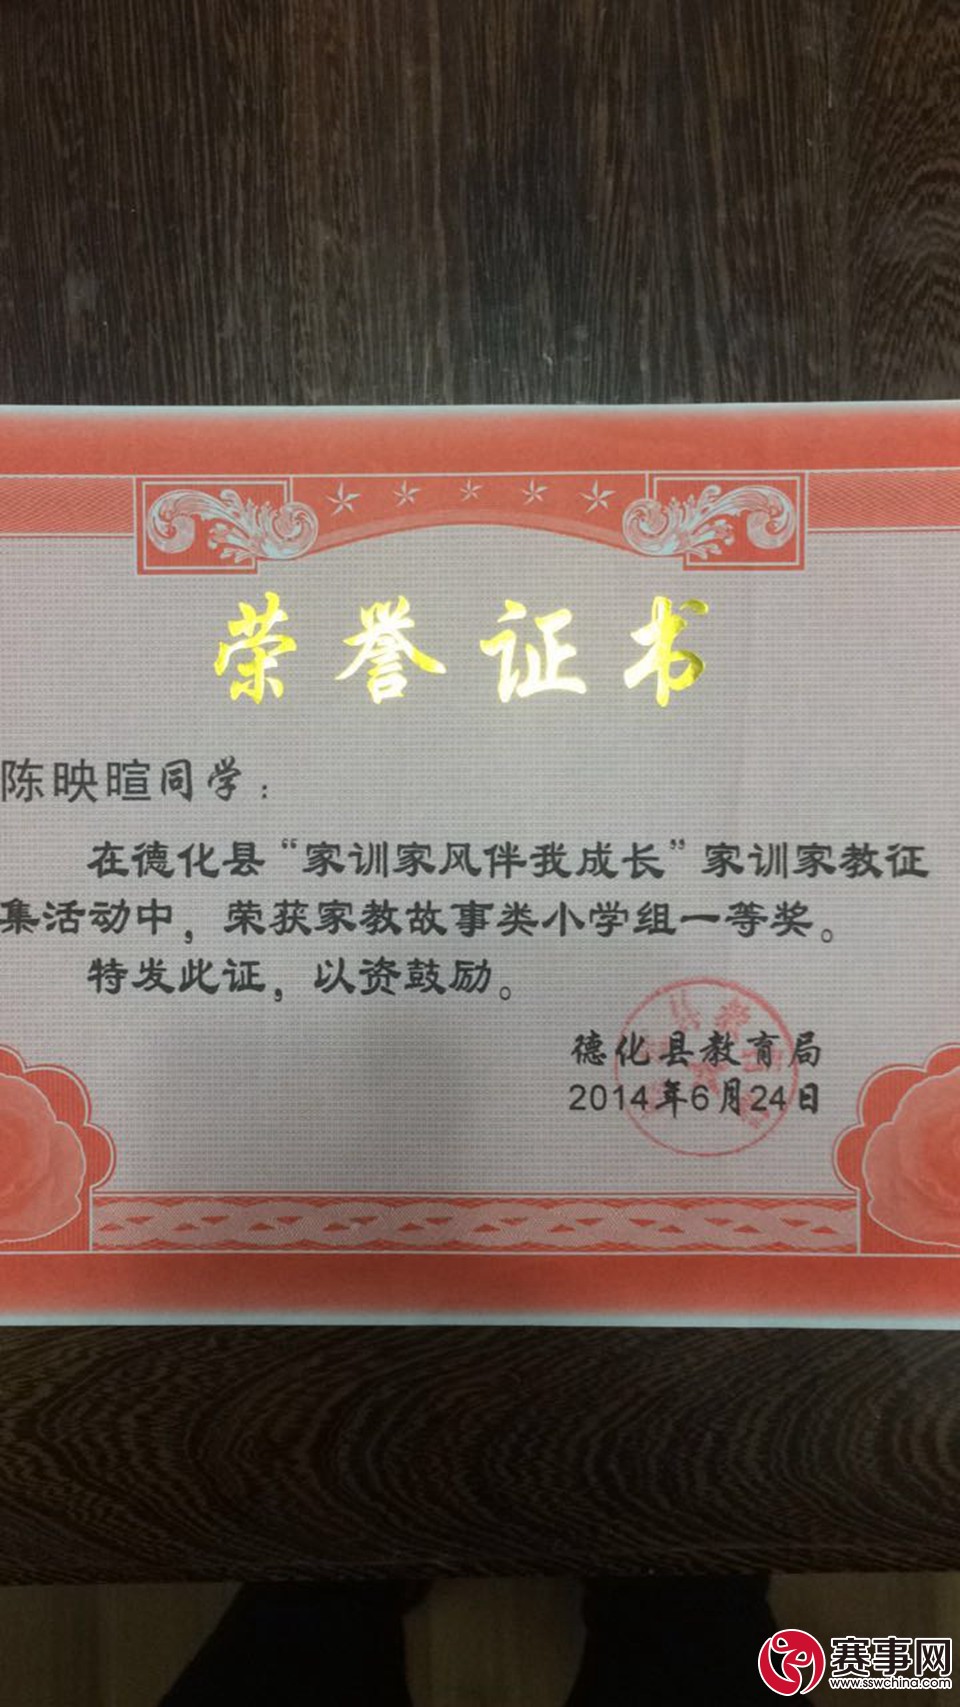 荣誉证书
陈映暄同学：
在德化县“家训家风伴我成长”家训家教征
集活动中，荣获家教故事类小学组一等奖。
特发此证，以资鼓励。
德化县教育局
2014年6月24日
赛事网
www.sswchina.com